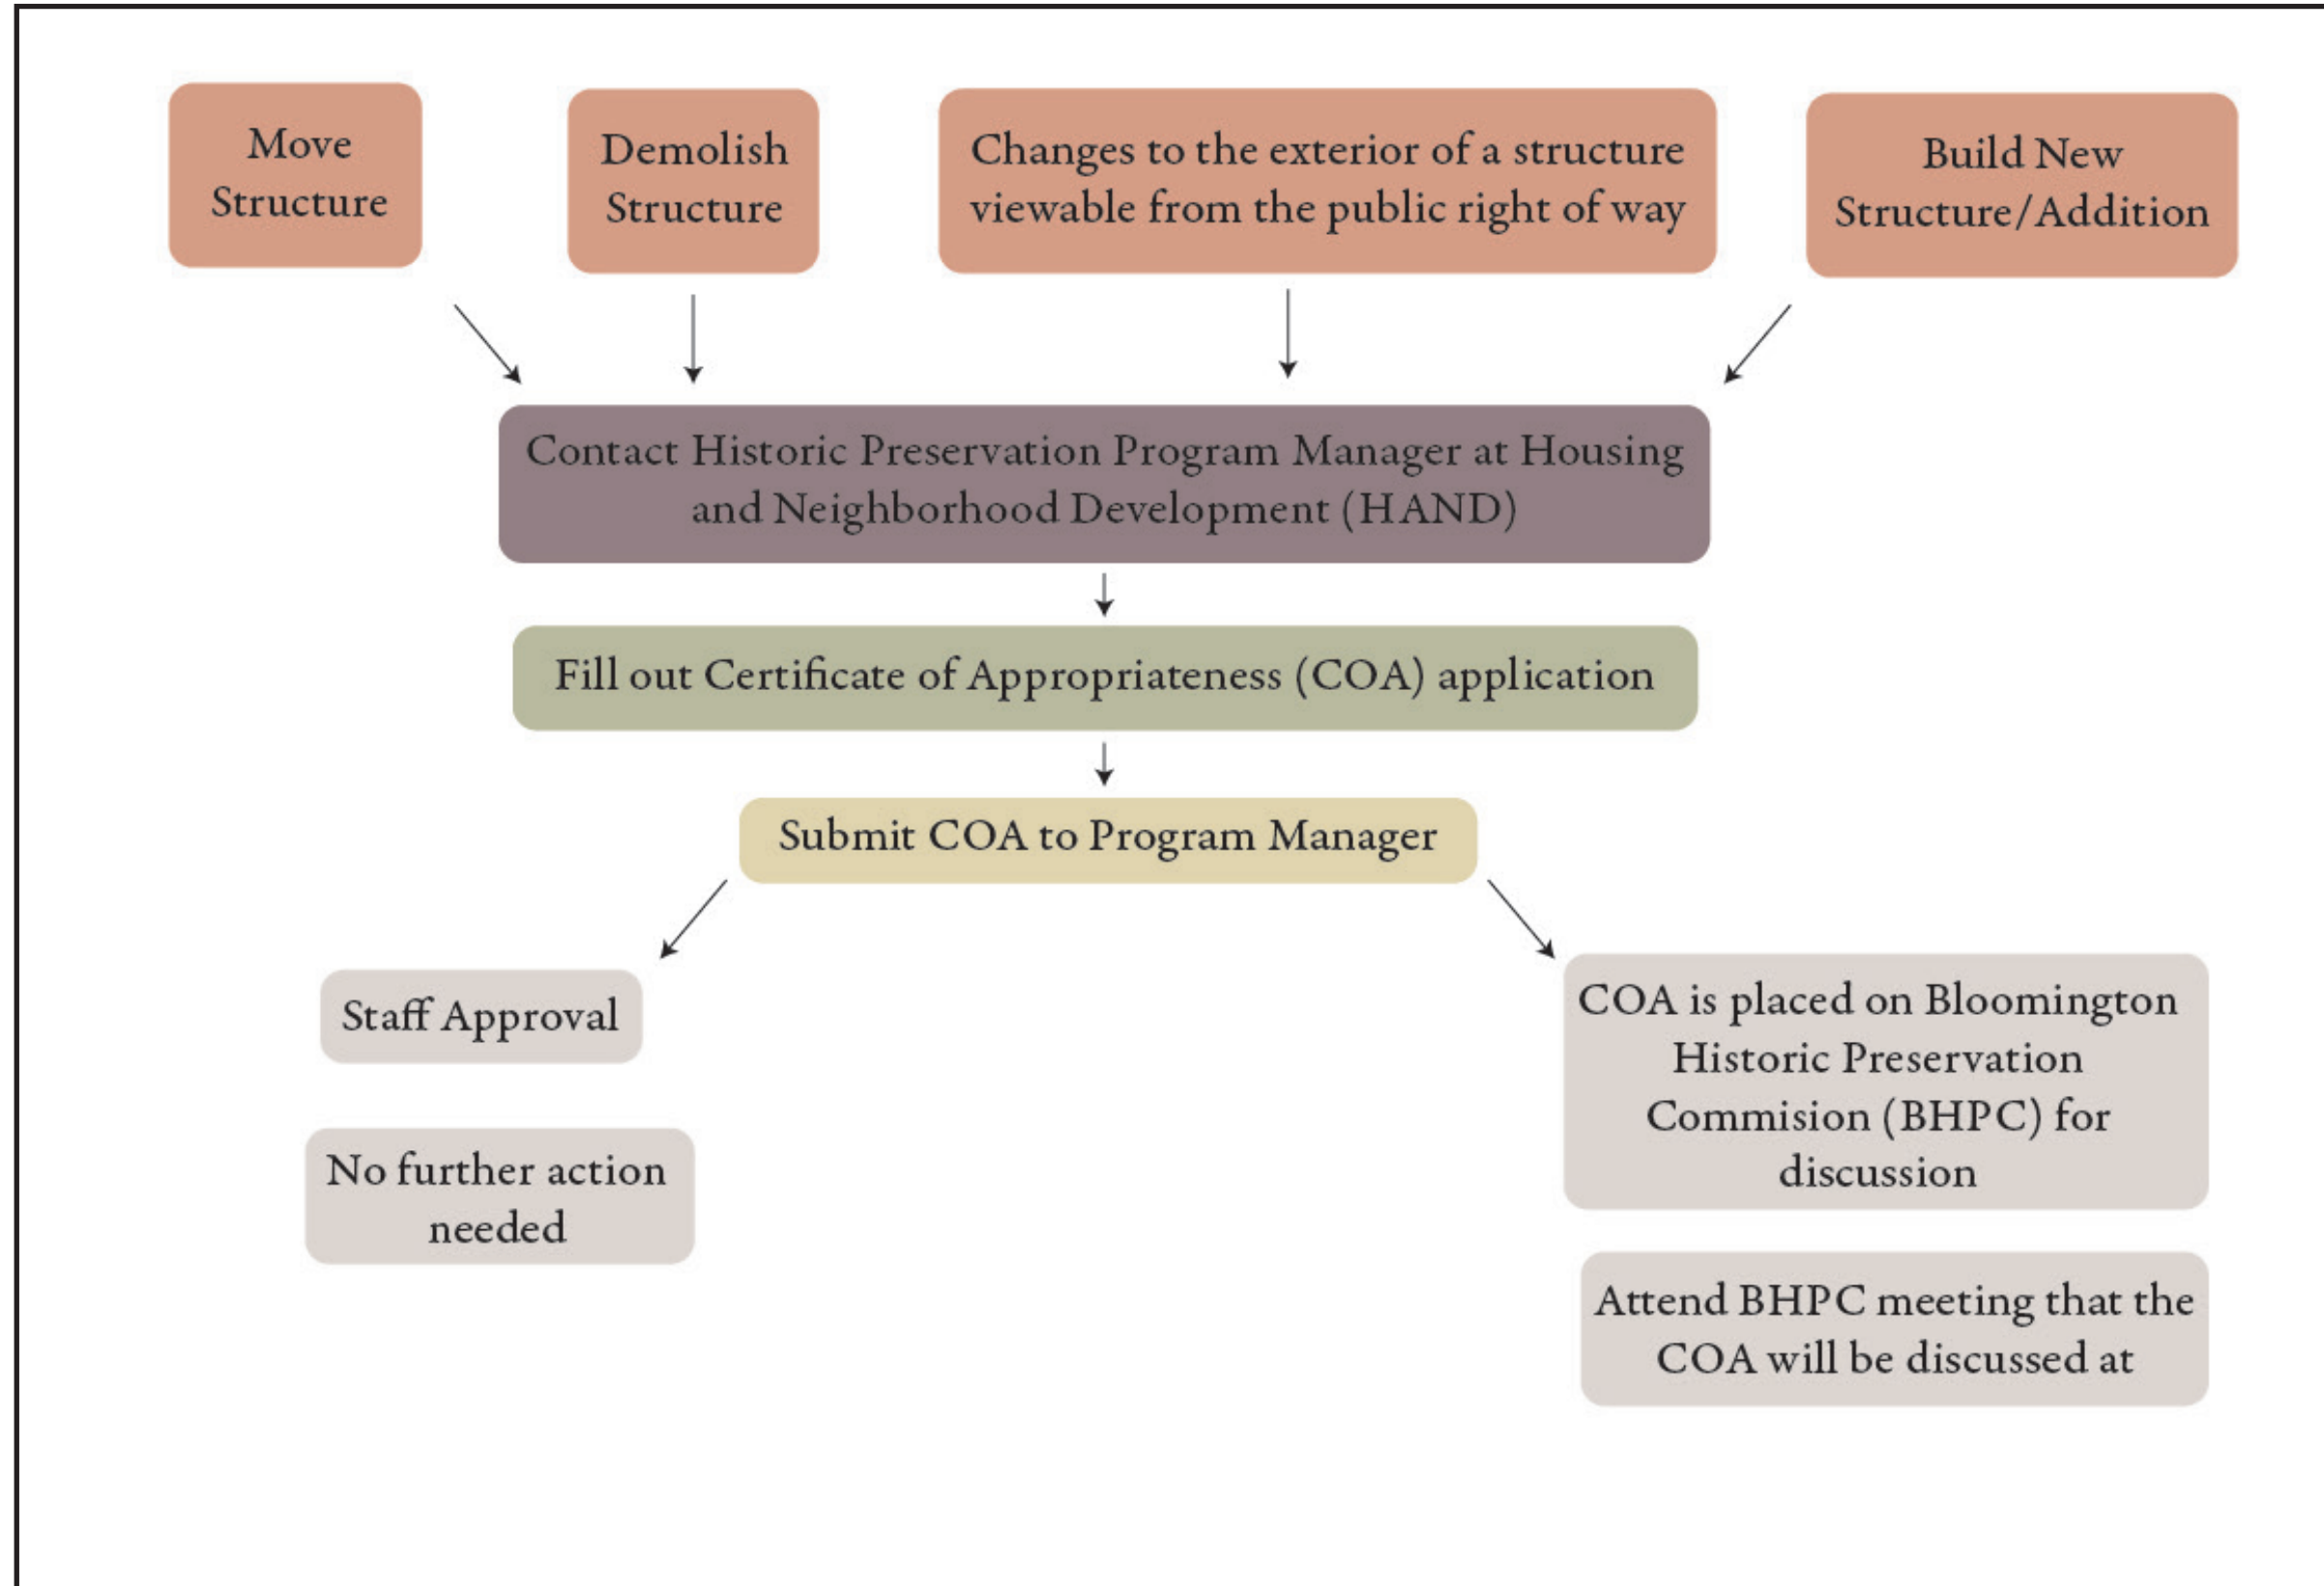 Move
Structure
Demolish
Structure
Changes to the exterior of a structure
viewable from the public right of way
Build New
Structure/Addition
Contact Historic Preservation Program Manager at Housing
and Neighborhood Development (HAND)
Fill out Certificate of Appropriateness (COA) application
Submit COA to Program Manager
Staff Approval
No further action
needed
COA is placed on Bloomington
Historic Preservation
Commision (BHPC) for
discussion
Attend BHPC meeting that the
COA will be discussed at